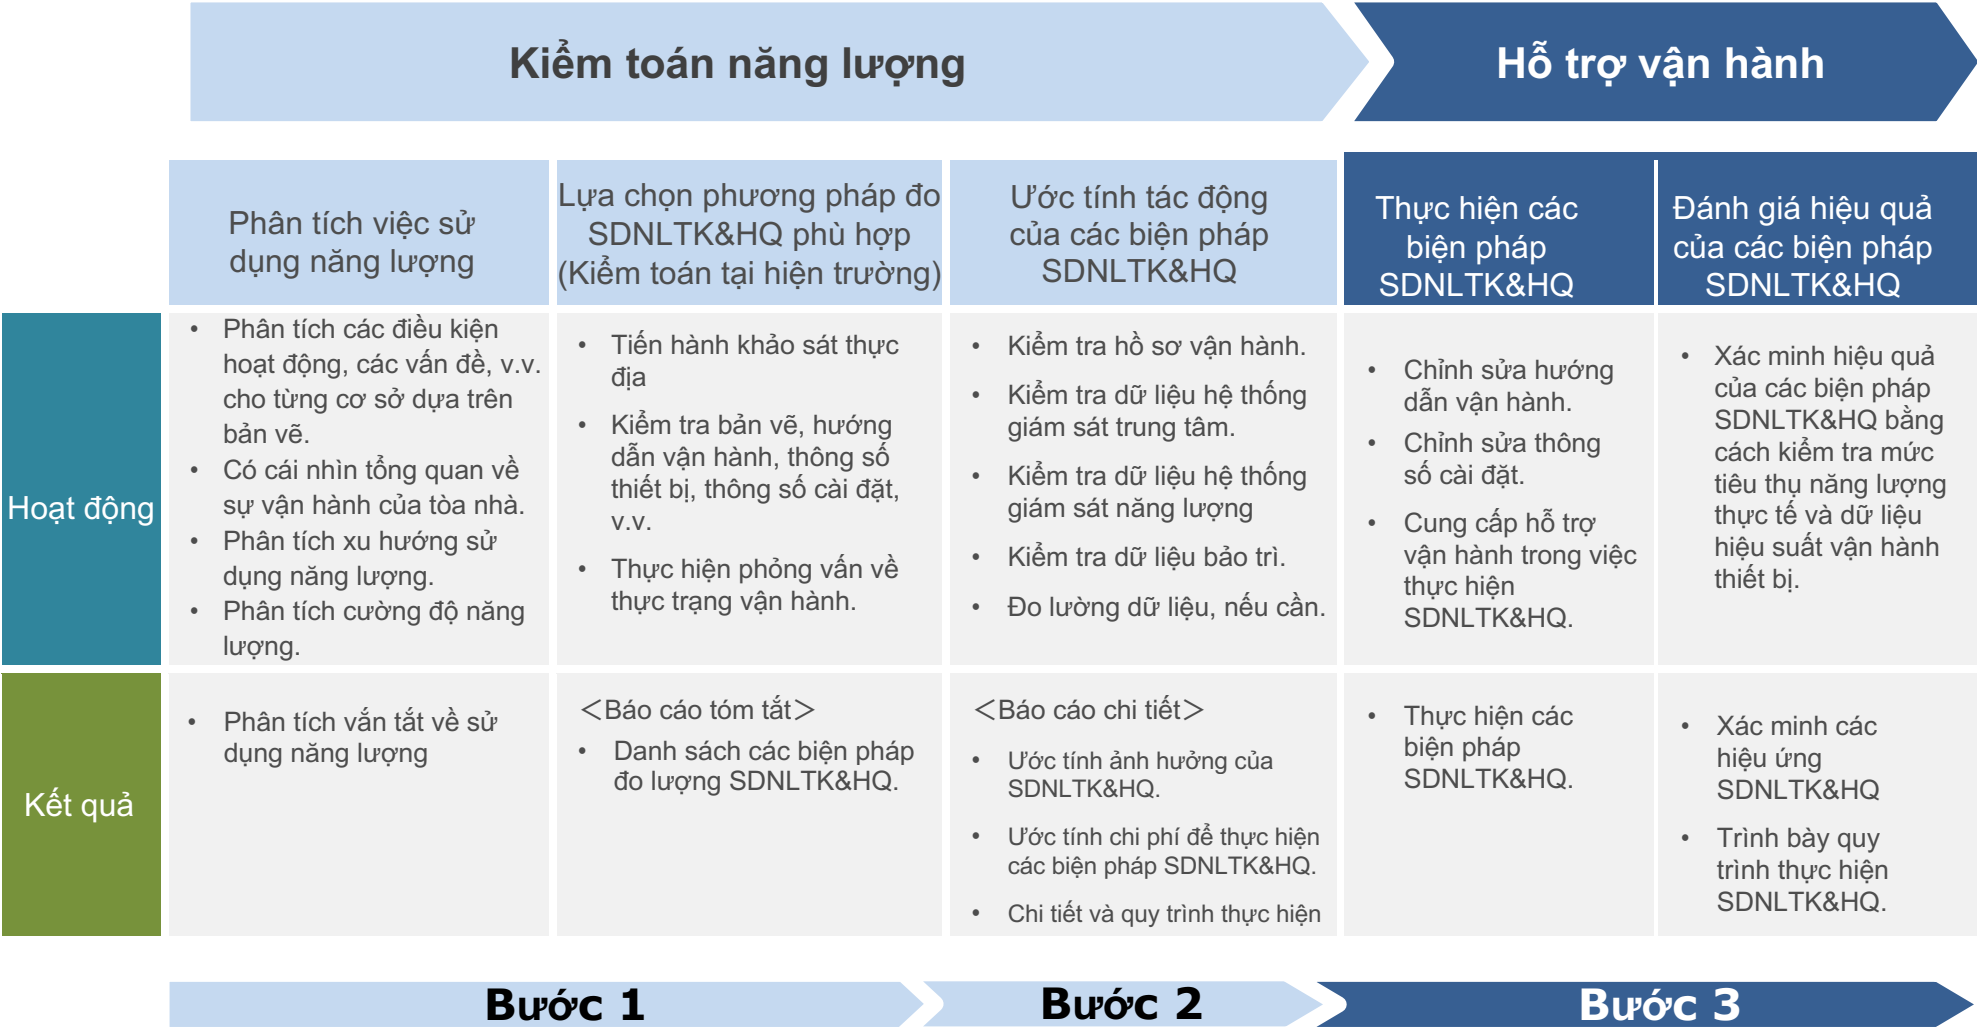 Kiểm toán năng lượng
Hỗ trợ vận hành
Phân tích việc sử
dụng năng lượng
Lựa chọn phương pháp đo
SDNLTK&HQ phù hợp
(Kiểm toán tại hiện trường)
Ước tính tác động
của các biện pháp
SDNLTK&HQ
Thực hiện các
biện pháp
SDNLTK&HQ
Đánh giá hiệu quả
của các biện pháp
SDNLTK&HQ
Hoạt động
• Phân tích các điều kiện
hoạt động, các vấn đề, v.v.
cho từng cơ sở dựa trên
bản vẽ.
• Có cái nhìn tổng quan về
sự vận hành của tòa nhà.
• Phân tích xu hướng sử
dụng năng lượng.
• Phân tích cường độ năng
lượng.
• Tiến hành khảo sát thực
địa
• Kiểm tra bản vẽ, hướng
dẫn vận hành, thông số
thiết bị, thông số cài đặt,
v.v.
• Thực hiện phỏng vấn về
thực trạng vận hành.
• Kiểm tra hồ sơ vận hành.
• Kiểm tra dữ liệu hệ thống
giám sát trung tâm.
• Kiểm tra dữ liệu hệ thống
giám sát năng lượng
• Kiểm tra dữ liệu bảo trì.
• Đo lường dữ liệu, nếu cần.
• Chỉnh sửa hướng
dẫn vận hành.
• Chỉnh sửa thông
số cài đặt.
• Cung cấp hỗ trợ
vận hành trong việc
thực hiện
SDNLTK&HQ.
• Xác minh hiệu quả
của các biện pháp
SDNLTK&HQ bằng
cách kiểm tra mức
tiêu thụ năng lượng
thực tế và dữ liệu
hiệu suất vận hành
thiết bị.
Kết quả
• Phân tích vắn tắt về sử
dụng năng lượng
＜Báo cáo tóm tắt＞
• Danh sách các biện pháp
đo lượng SDNLTK&HQ.
＜Báo cáo chi tiết＞
• Ước tính ảnh hưởng của
SDNLTK&HQ.
• Ước tính chi phí để thực hiện
các biện pháp SDNLTK&HQ.
• Chi tiết và quy trình thực hiện
• Thực hiện các
biện pháp
SDNLTK&HQ.
• Xác minh các
hiệu ứng
SDNLTK&HQ
• Trình bày quy
trình thực hiện
SDNLTK&HQ.
Bước 1
Bước 2
Bước 3